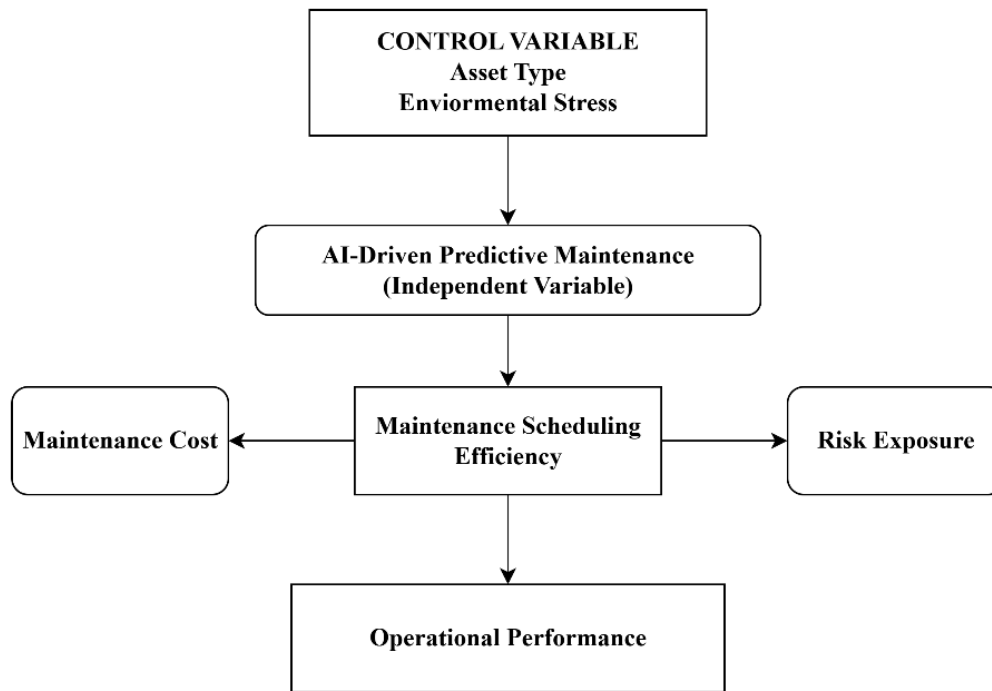 CONTROL VARIABLE
Asset Type
Enviormental Stress
AI-Driven Predictive Maintenance
(Independent Variable)
Maintenance Cost
Maintenance Scheduling
Efficiency
Risk Exposure
Operational Performance